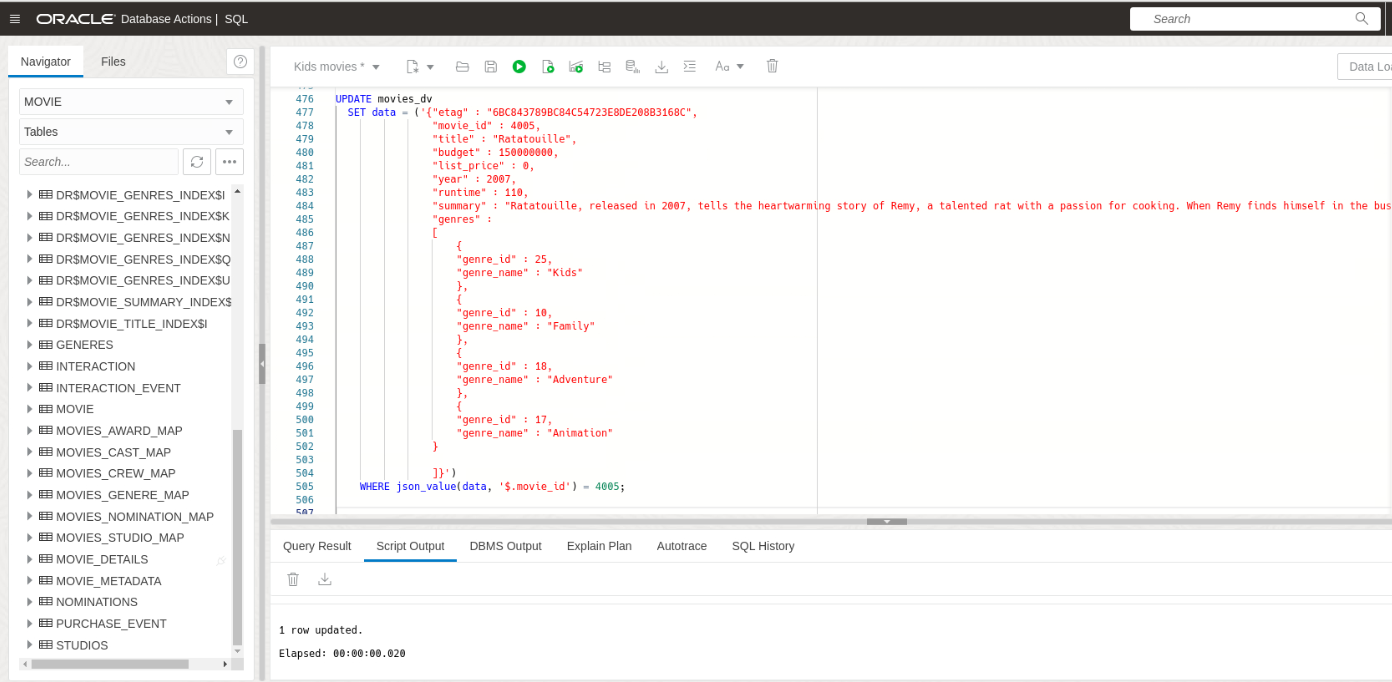 ORACLE Database Actions | SQL
Search
Navigator
Files
Kids movies *
Aa
Data Loa
MOVIE
Tables
Search...
DR$MOVIE_GENRES_INDEX$I
DR$MOVIE_GENRES_INDEX$K
DR$MOVIE_GENRES_INDEX$N
DR$MOVIE_GENRES_INDEX$Q
DR$MOVIE_GENRES_INDEX$U
DR$MOVIE_SUMMARY_INDEX$
DR$MOVIE_TITLE_INDEX$I
GENERES
INTERACTION
INTERACTION_EVENT
MOVIE
MOVIES_AWARD_MAP
MOVIES_CAST_MAP
MOVIES_CREW_MAP
MOVIES_GENERE_MAP
MOVIES_NOMINATION_MAP
MOVIES_STUDIO_MAP
MOVIE_DETAILS
MOVIE_METADATA
NOMINATIONS
PURCHASE_EVENT
STUDIOS
476 UPDATE movies_dv
477 SET data = ('{"etag" : "6BC843789BC84C54723E8DE208B3168C",
478 "movie_id" : 4005,
479 "title" : "Ratatouille",
480 "budget" : 150000000,
481 "list_price" : 0,
482 "year" : 2007,
483 "runtime" : 110,
484 "summary" : "Ratatouille, released in 2007, tells the heartwarming story of Remy, a talented rat with a passion for cooking. When Remy finds himself in the bus
485 "genres" :
486 [
487 {
488 "genre_id" : 25,
489 "genre_name" : "Kids"
490 },
491 {
492 "genre_id" : 10,
493 "genre_name" : "Family"
494 },
495 {
496 "genre_id" : 18,
497 "genre_name" : "Adventure"
498 },
499 {
500 "genre_id" : 17,
501 "genre_name" : "Animation"
502 }
503
504 ]}')
505 WHERE json_value(data, '$.movie_id') = 4005;
506
507
Query Result
Script Output
DBMS Output
Explain Plan
Autotrace
SQL History
1 row updated.
Elapsed: 00:00:00.020